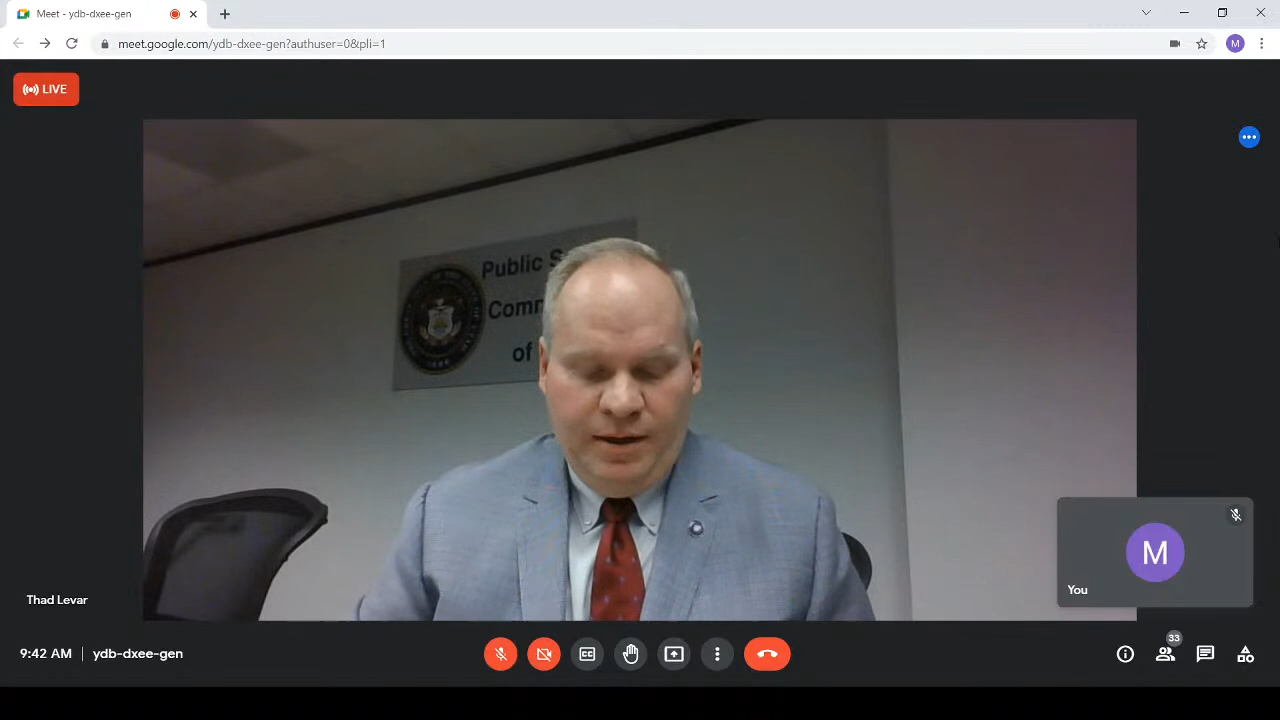 Meet - ydb-dxee-gen
meet.google.com/ydb-dxee-gen?authuser=0&pli=1
M
LIVE
Public
Comm
of
M
You
Thad Levar
9:42 AM | ydb-dxee-gen
CC
33